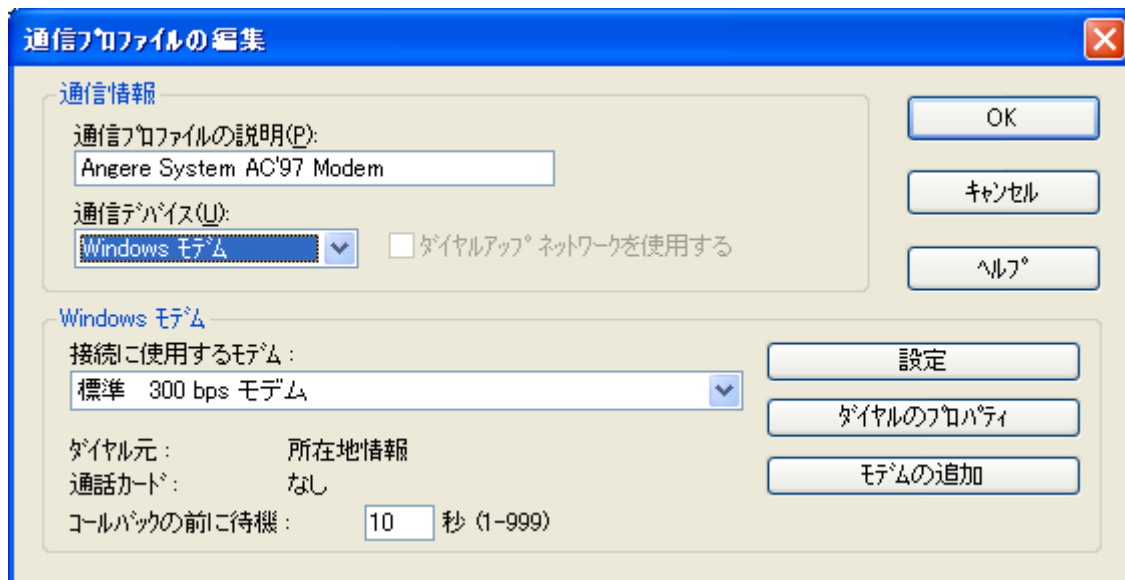 通信ﾌﾟﾛﾌｧｲﾙの編集
通信情報
通信ﾌﾟﾛﾌｧｲﾙの説明(P):
Angere System AC'97 Modem
通信ﾃﾞﾊﾞｲｽ(U):
Windows ﾓﾃﾞﾑ
ﾀﾞｲﾔﾙｱｯﾌﾟ ﾈｯﾄﾜｰｸを使用する
OK
ｷｬﾝｾﾙ
ﾍﾙﾌﾟ
Windows ﾓﾃﾞﾑ
接続に使用するﾓﾃﾞﾑ:
標準　300 bps モデム
ﾀﾞｲﾔﾙ元:
所在地情報
通話ｶｰﾄﾞ:
なし
ｺｰﾙﾊﾞｯｸの前に待機:
10 秒 (1-999)
設定
ﾀﾞｲﾔﾙのﾌﾟﾛﾊﾟﾃｨ
ﾓﾃﾞﾑの追加